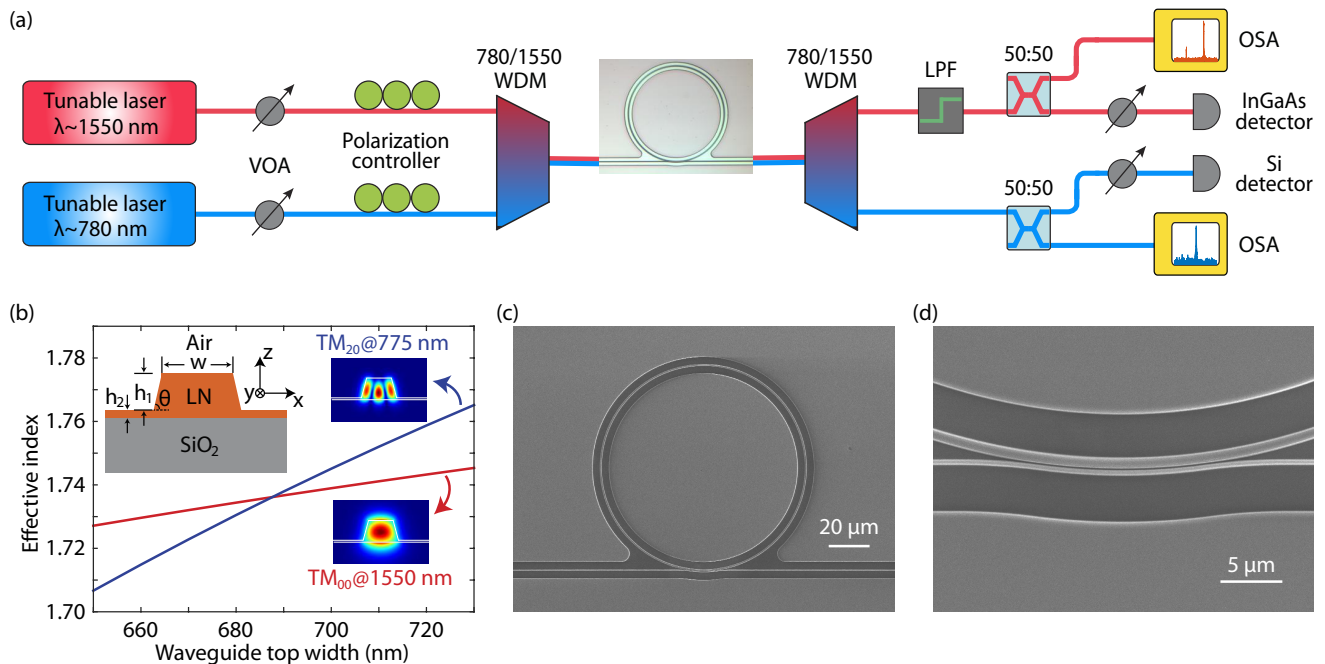 (a)
Tunable laser
λ~1550 nm
Tunable laser
λ~780 nm
VOA
Polarization
controller
780/1550
WDM
780/1550
WDM
LPF
50:50
50:50
OSA
InGaAs
detector
Si
detector
OSA
(b)
Effective index
1.78
1.76
1.74
1.72
1.70
660
680
700
720
Waveguide top width (nm)
Air
w
h₁
h₂
θ
LN
SiO₂
z
y
x
TM₂₀@775 nm
TM₀₀@1550 nm
(c)
20 µm
(d)
5 µm